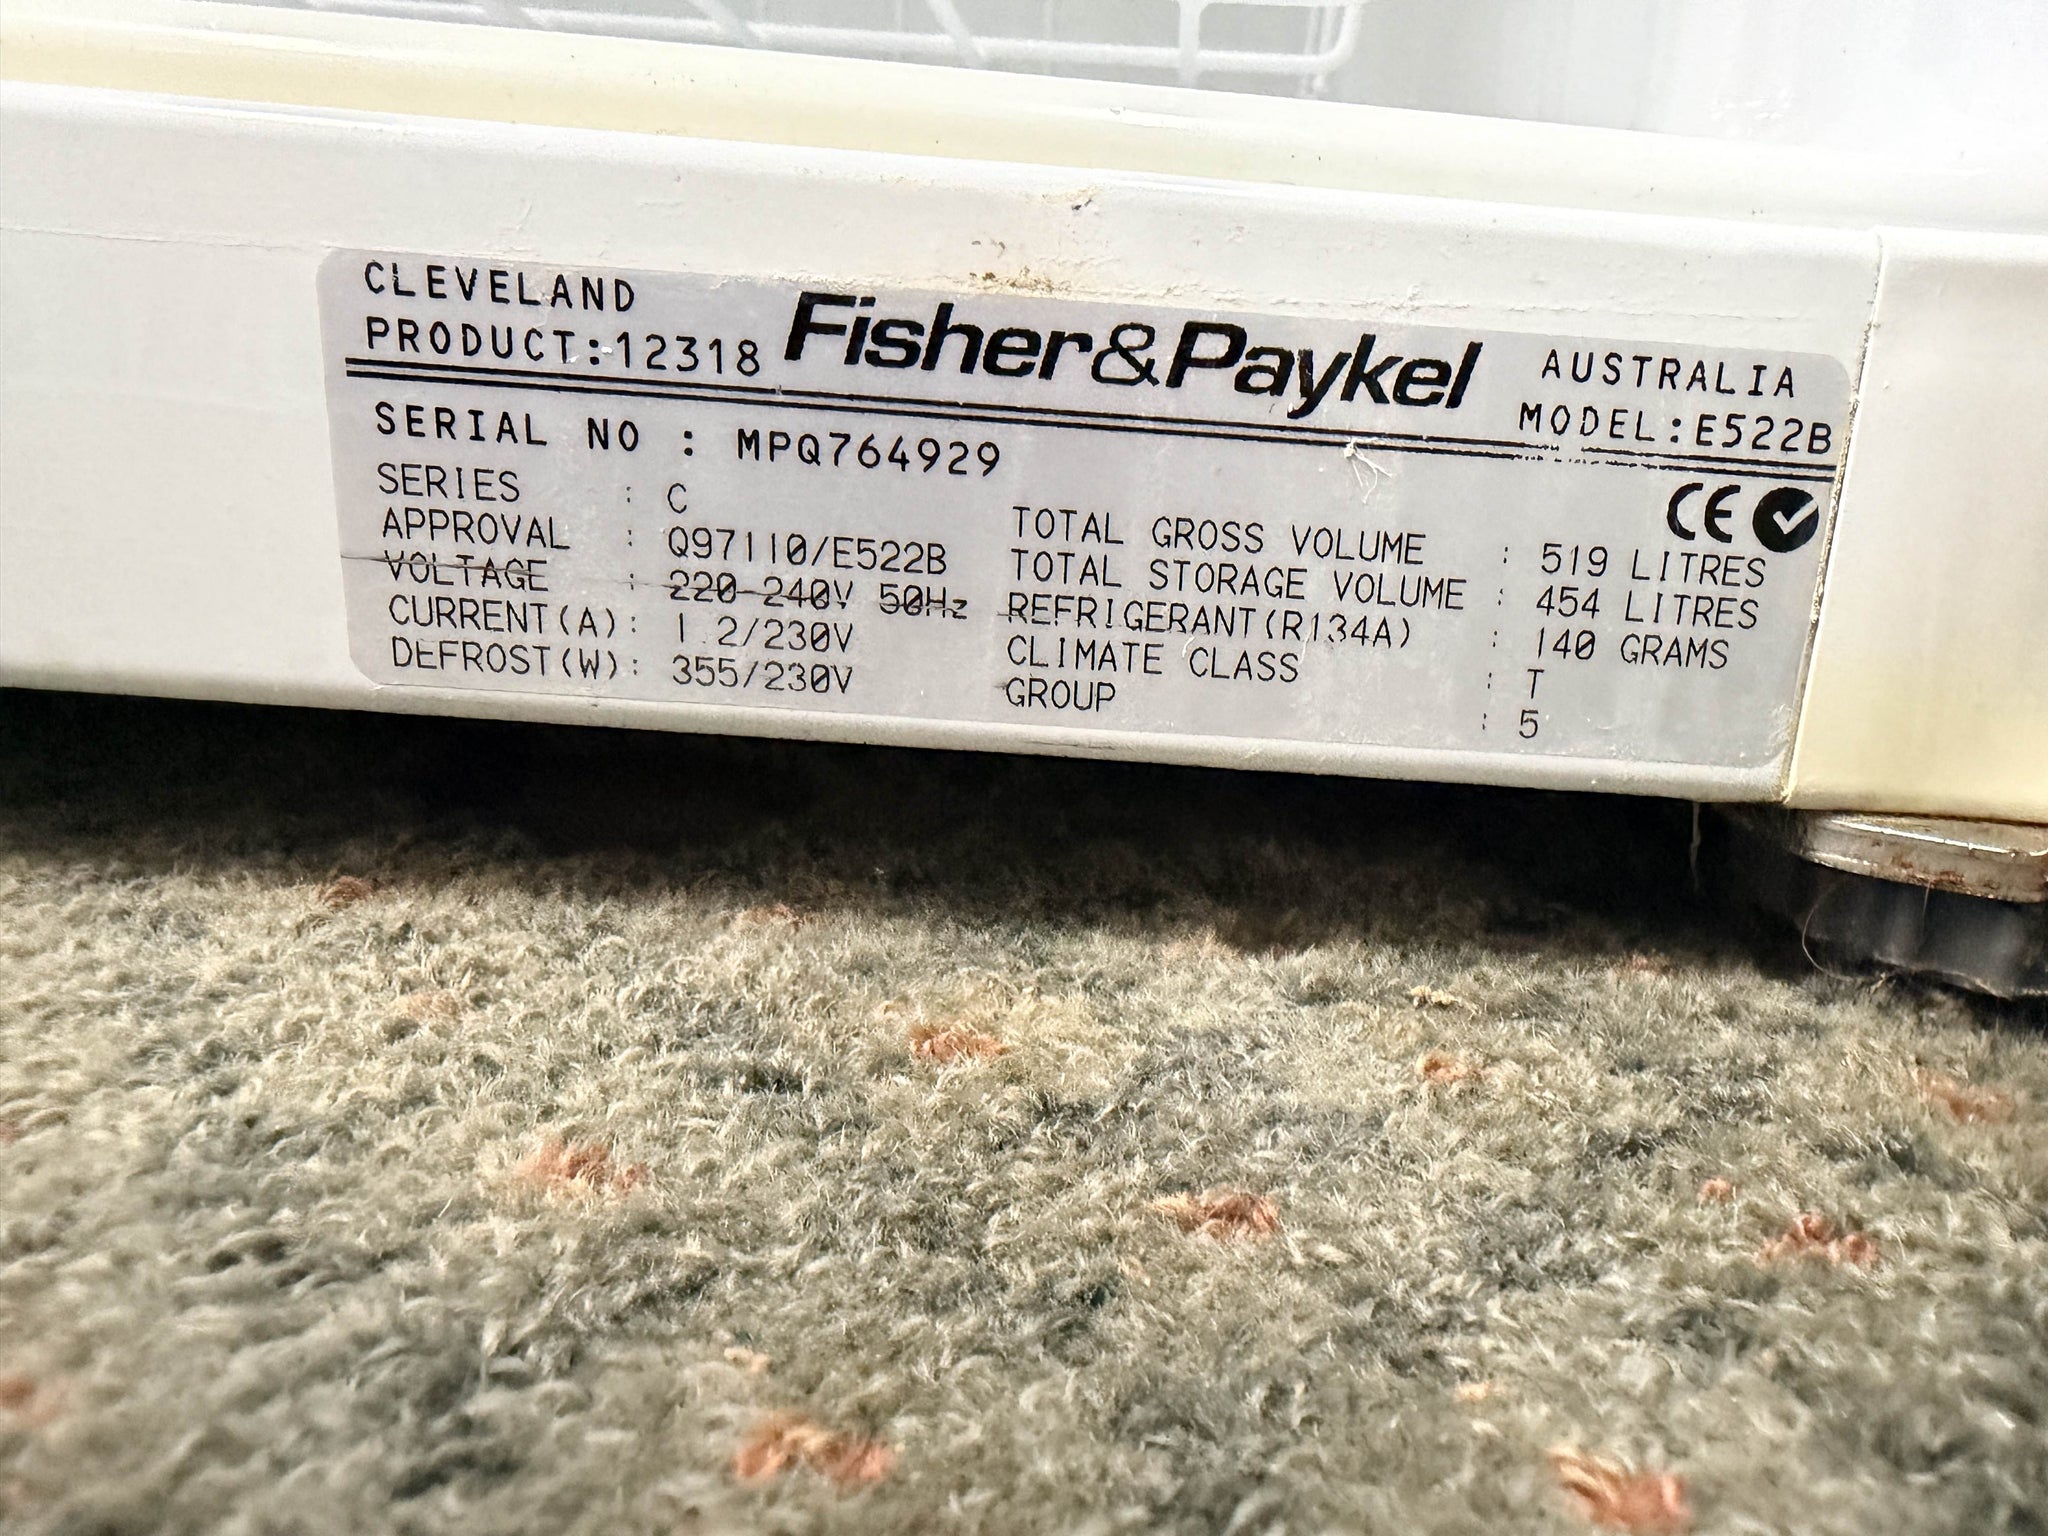 CLEVELAND
PRODUCT:12318
Fisher&Paykel
AUSTRALIA
MODEL:E522B
SERIAL NO : MPQ764929
SERIES : C
APPROVAL : Q97110/E522B
VOLTAGE : 220-240V 50Hz
CURRENT(A): 1.2/230V
DEFROST(W): 355/230V
CE
TOTAL GROSS VOLUME : 519 LITRES
TOTAL STORAGE VOLUME : 454 LITRES
REFRIGERANT(R134A) : 140 GRAMS
CLIMATE CLASS : T
GROUP : 5